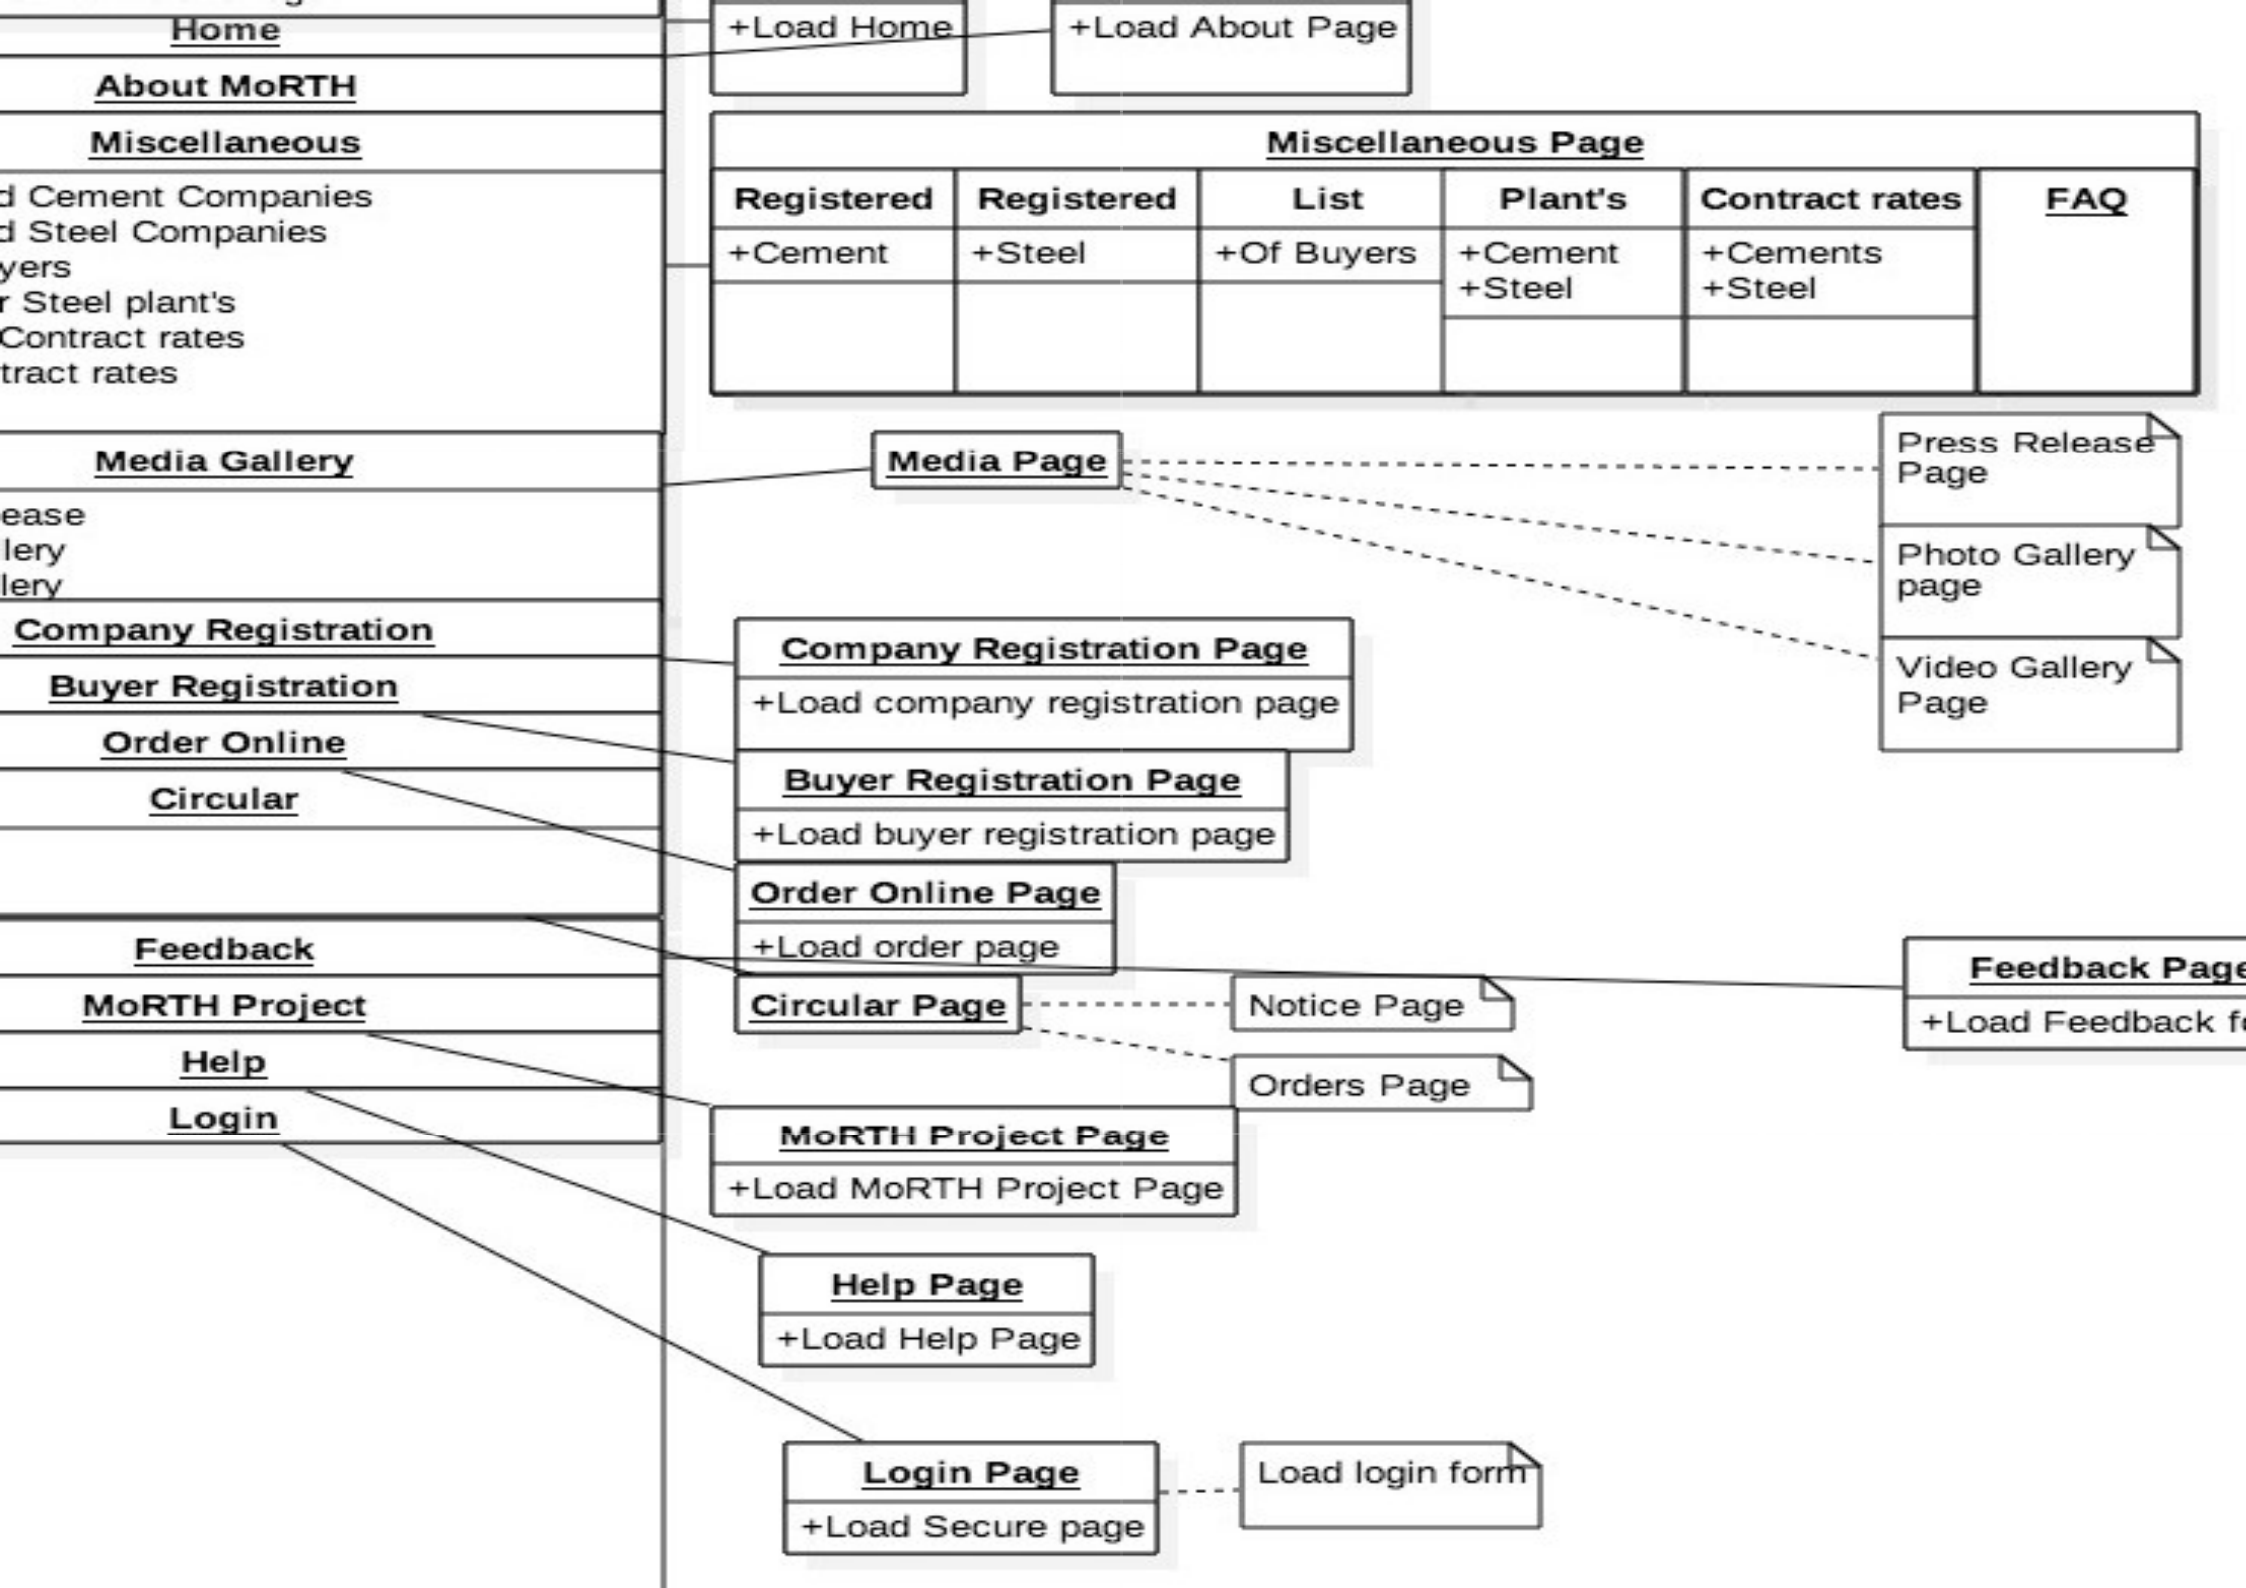 Home
+Load Home
+Load About Page
About MoRTH
Miscellaneous
Cement Companies
Steel Companies
Steel plant's
Contract rates
rates
Miscellaneous Page
Registered
+Cement
Registered
+Steel
List
+Of Buyers
Plant's
+Cement
+Steel
Contract rates
+Cements
+Steel
FAQ
Media Gallery
Media Page
Press Release
Page
Photo Gallery
page
Video Gallery
Page
Company Registration
Buyer Registration
Order Online
Circular
Company Registration Page
+Load company registration page
Buyer Registration Page
+Load buyer registration page
Order Online Page
+Load order page
Feedback
MoRTH Project
Help
Login
Circular Page
Notice Page
Orders Page
Feedback Page
+Load Feedback
MoRTH Project Page
+Load MoRTH Project Page
Help Page
+Load Help Page
Login Page
+Load Secure page
Load login form